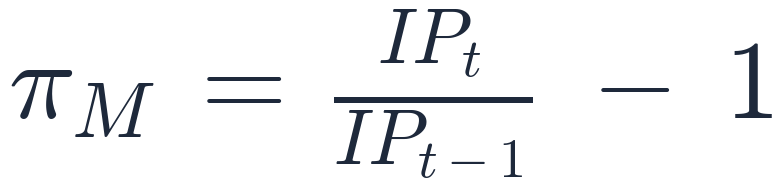 π_M = IP_t / IP_{t-1} − 1